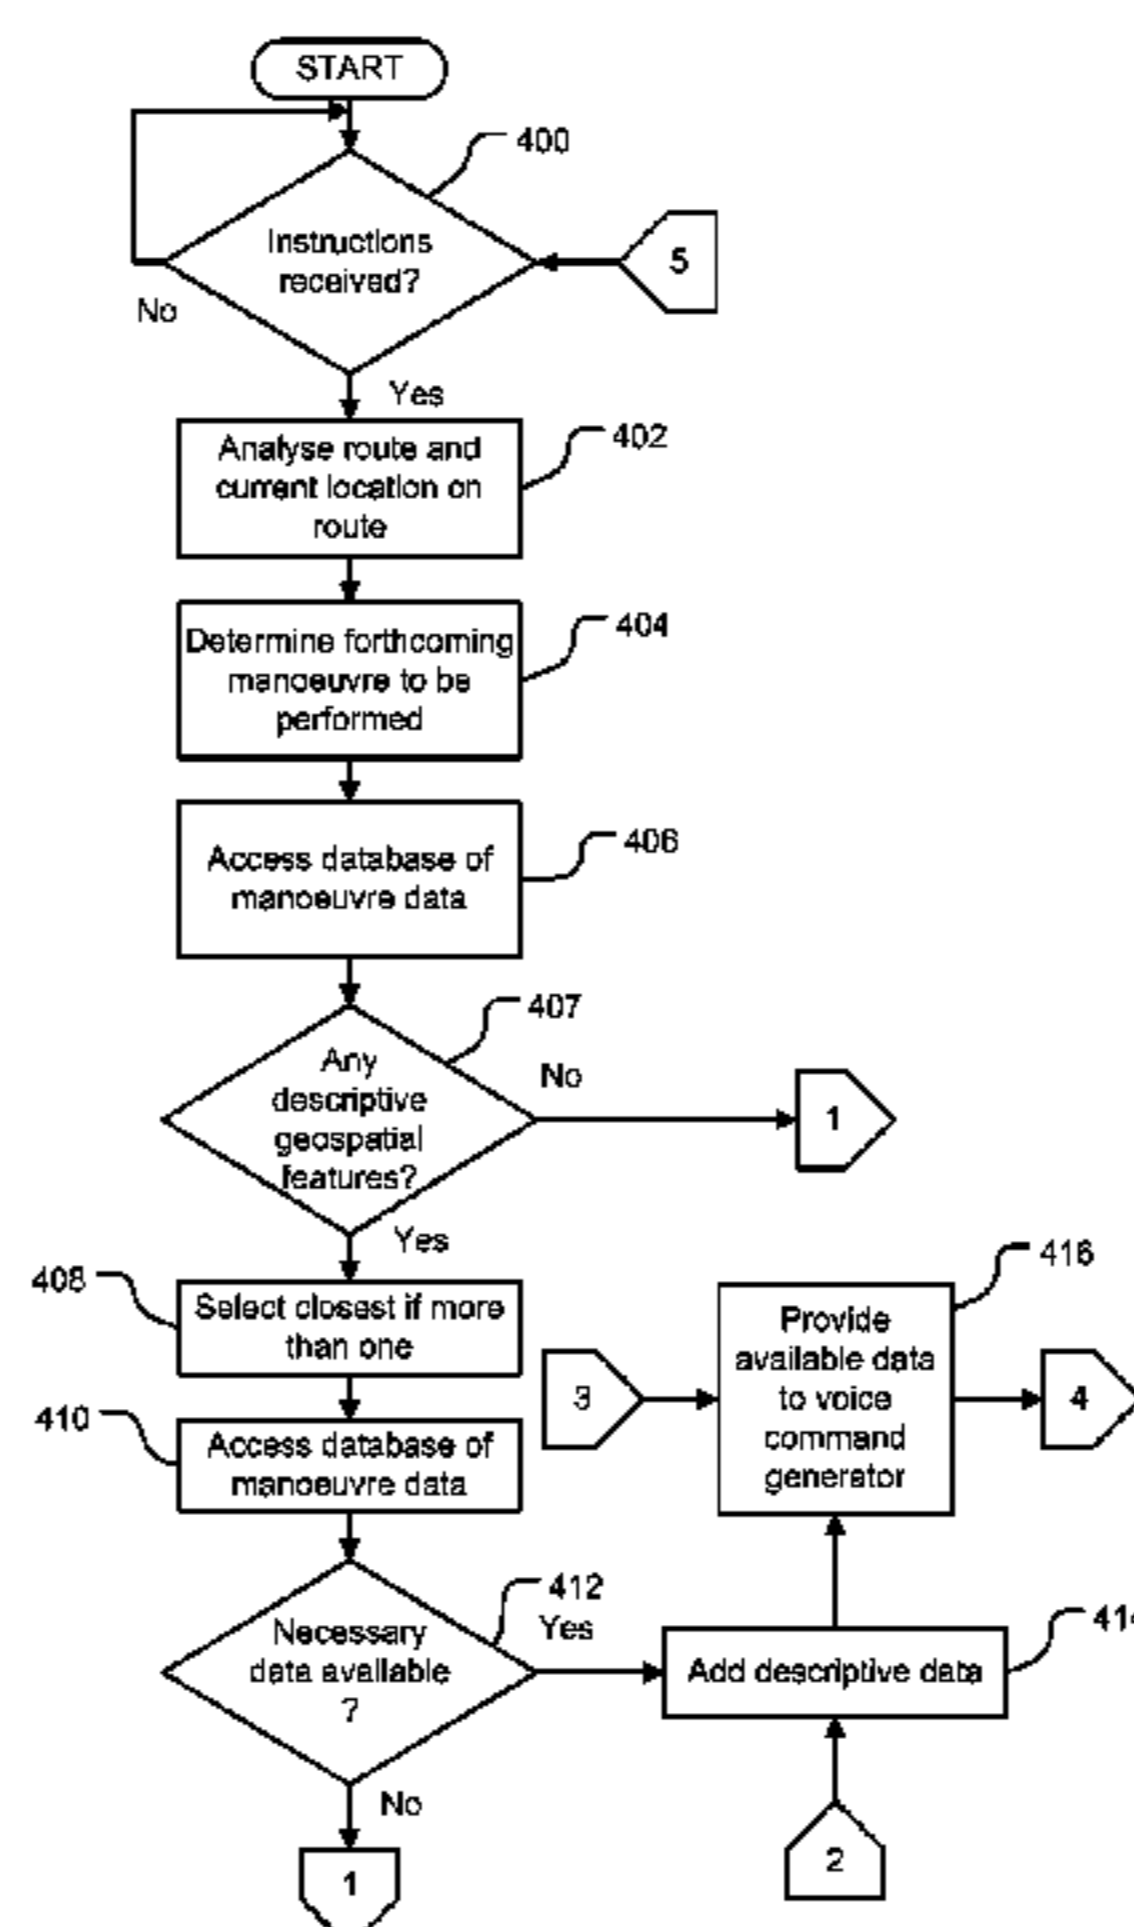 START
400
Instructions
received?
5
No
Yes
Analyse route and
current location on
route
402
Determine forthcoming
manoeuvre to be
performed
404
Access database of
manoeuvre data
406
407
Any
descriptive
geospatial
features?
No
1
Yes
408
Select closest if more
than one
416
Provide
available data
to voice
command
generator
3
4
410
Access database of
manoeuvre data
412
Necessary
data available
?
Yes
414
Add descriptive data
No
1
2